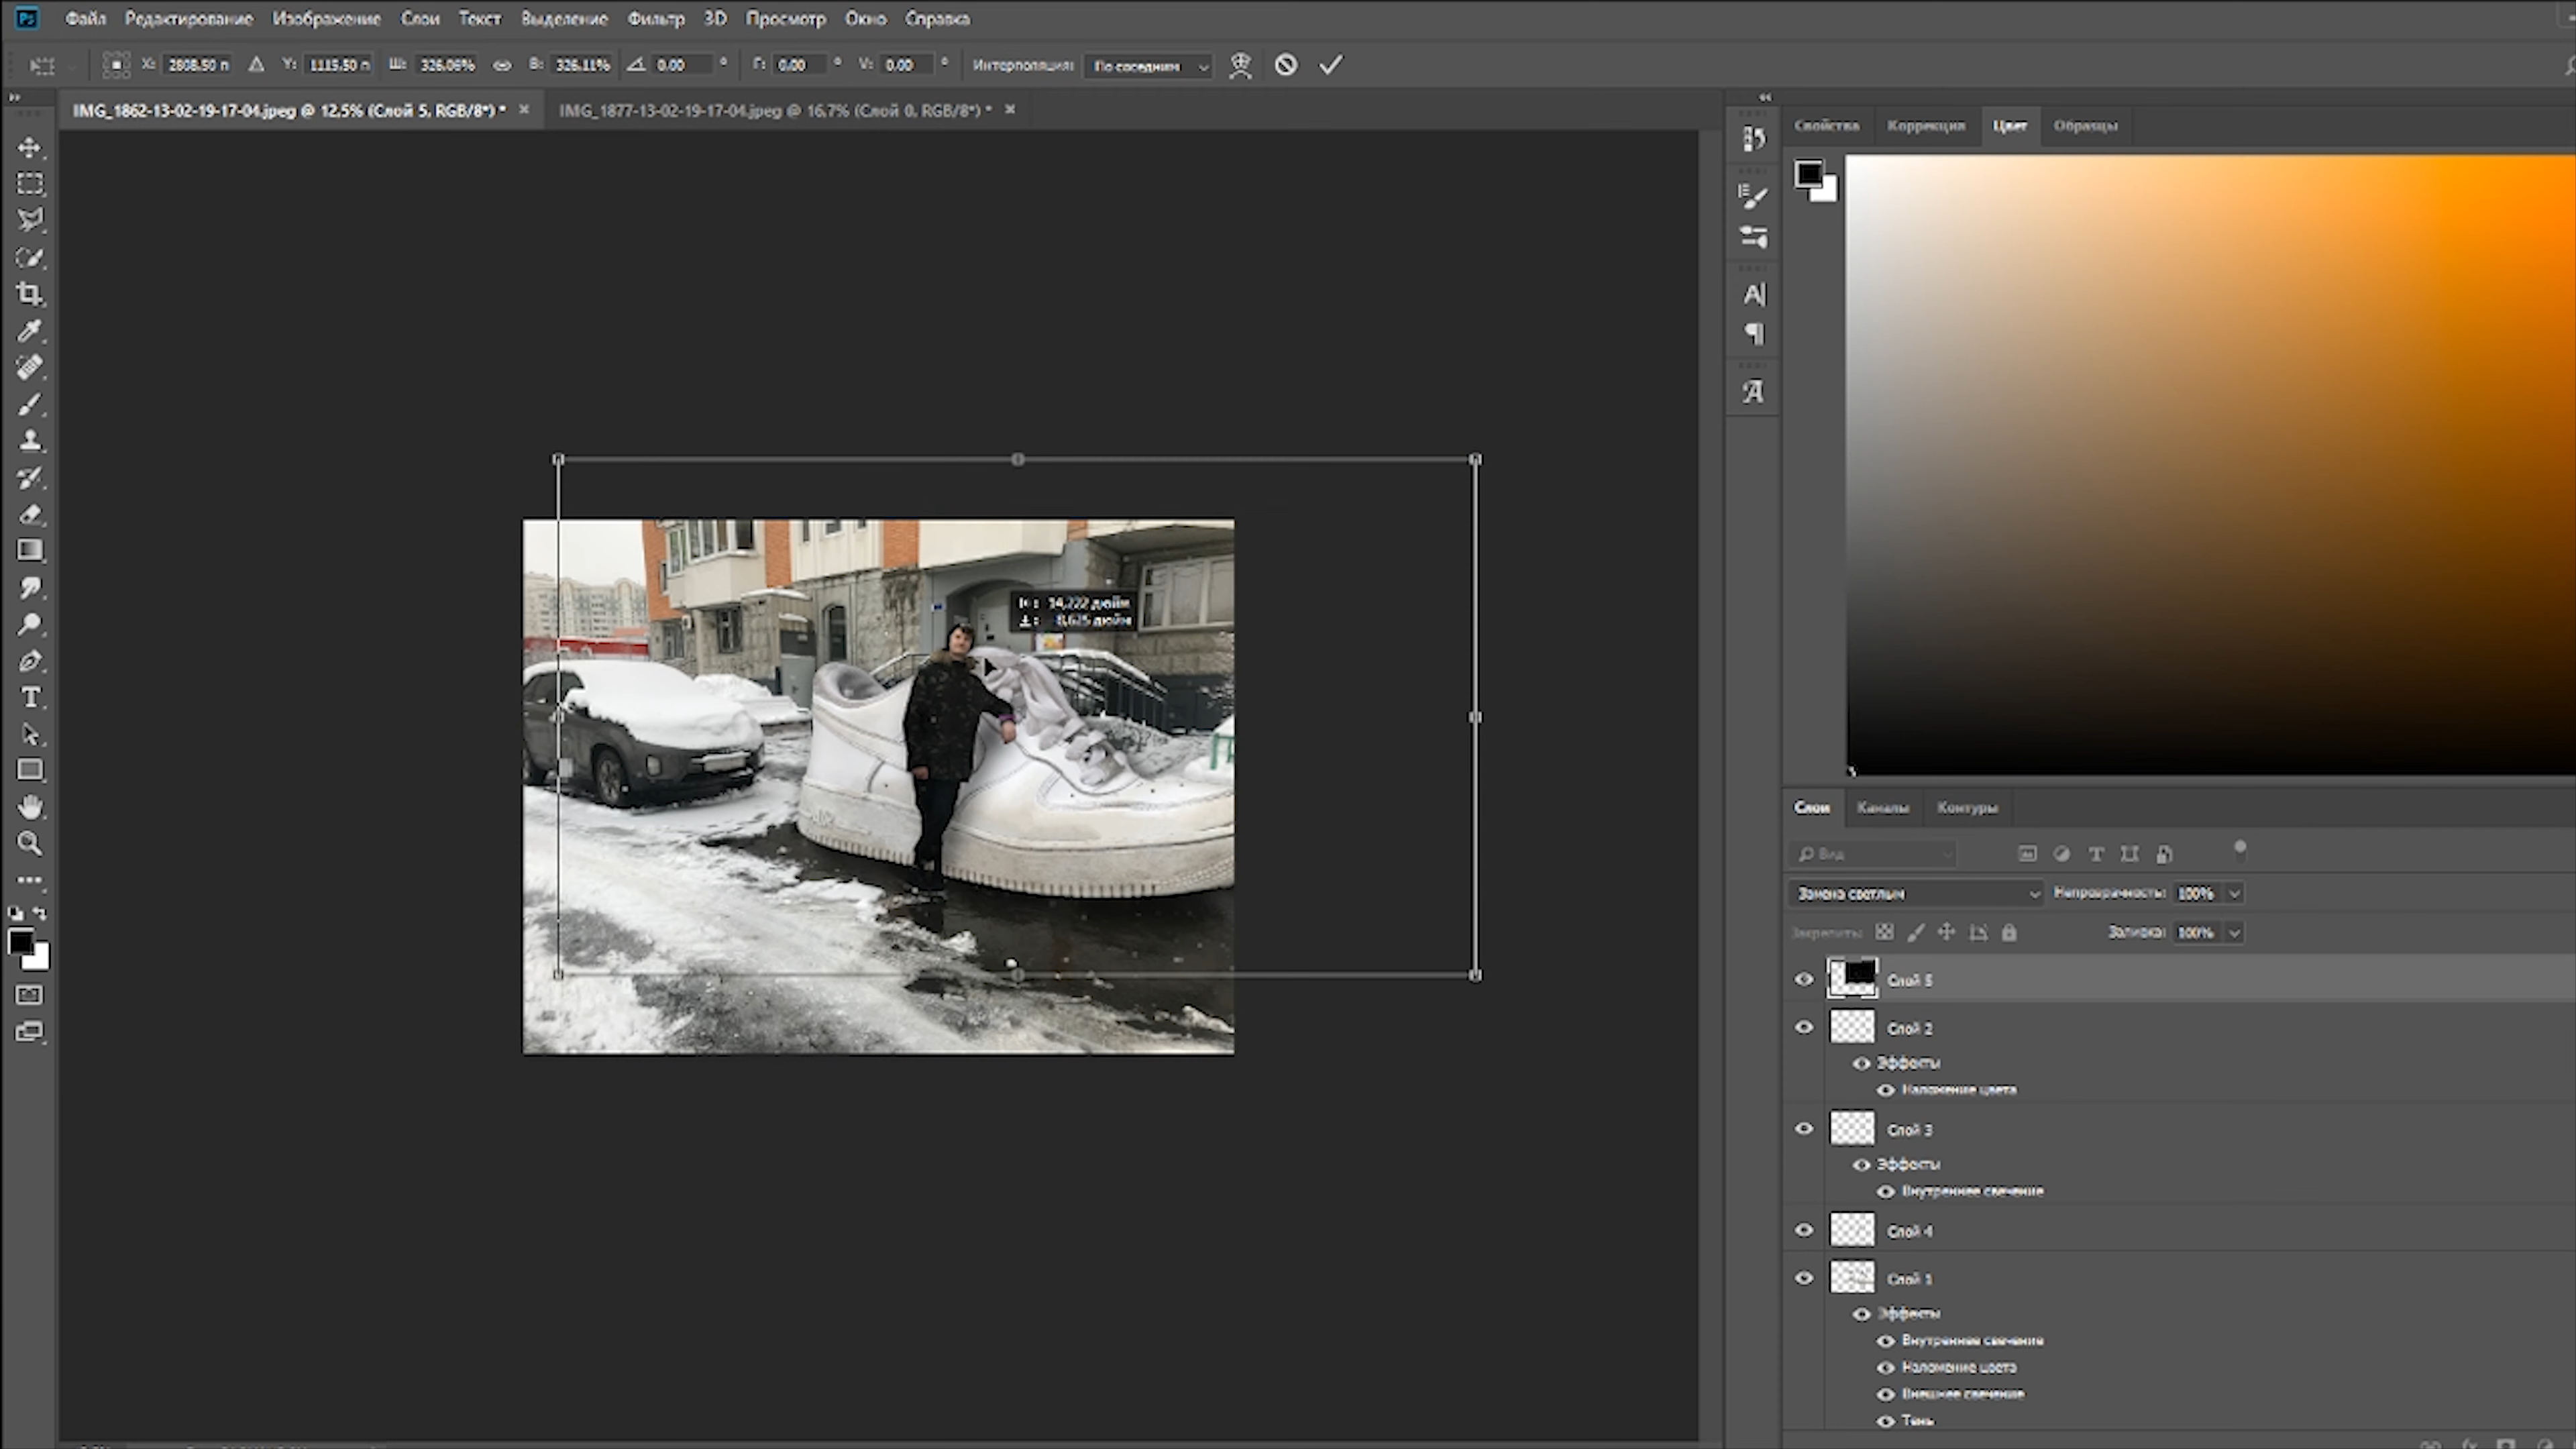 Ps Файл Редактирование Изображение Слои Текст Выделение Фильтр 3D Просмотр Окно Справка
X: 2808.50 п Y: 1115.50 п Ш: 326.06% В: 326.11% 0.00 ° Г: 0.00 ° V: 0.00 ° Интерполяция: По соседним
IMG_1862-13-02-19-17-04.jpeg @ 12,5% (Слой 5, RGB/8*) * × IMG_1877-13-02-19-17-04.jpeg @ 16,7% (Слой 0, RGB/8*) * ×
Свойства Коррекция Цвет Образцы
14,222 дюйм
8,625 дюйм
Слои Каналы Контуры
Вид
Замена светлым Непрозрачность: 100%
Закрепить: Заливка: 100%
Слой 5
Слой 2
Эффекты
Наложение цвета
Слой 3
Эффекты
Внутреннее свечение
Слой 4
Слой 1
Эффекты
Внутреннее свечение
Наложение цвета
Внешнее свечение
Тень